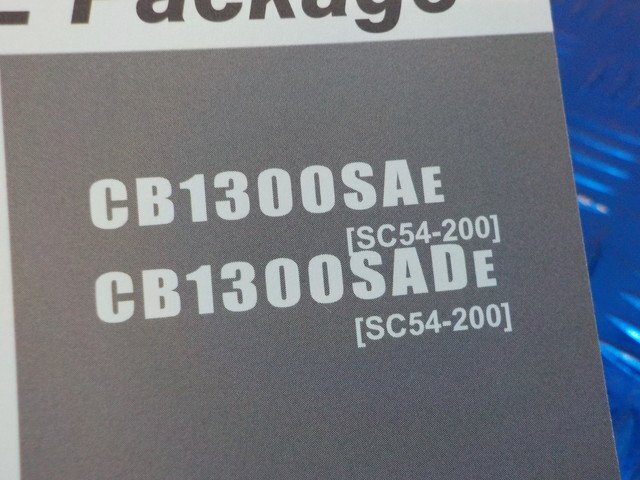 E Package
CB1300SAE
[SC54-200]
CB1300SADE
[SC54-200]